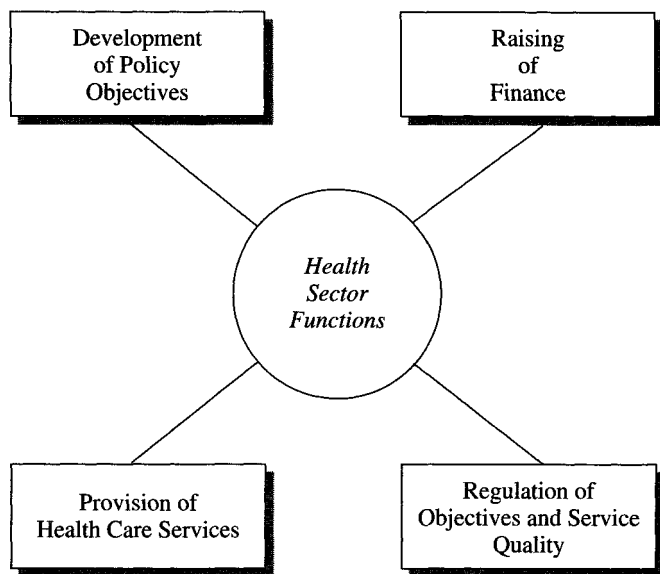 Development
of Policy
Objectives
Raising
of
Finance
Health
Sector
Functions
Provision of
Health Care Services
Regulation of
Objectives and Service
Quality